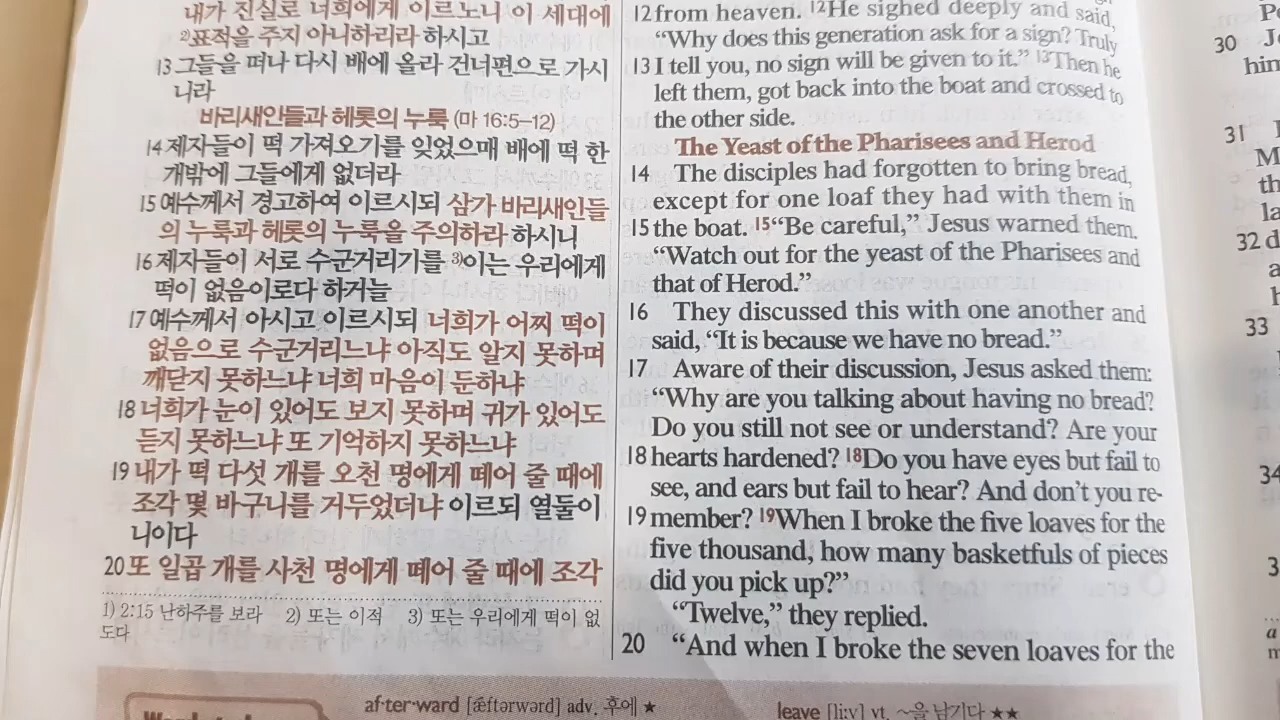 내가 진실로 너희에게 이르노니 이 세대에
2)표적을 주지 아니하리라 하시고
13 그들을 떠나 다시 배에 올라 건너편으로 가시
니라
바리새인들과 헤롯의 누룩 (마 16:5-12)
14 제자들이 떡 가져오기를 잊었으매 배에 떡 한
개밖에 그들에게 없더라
15 예수께서 경고하여 이르시되 삼가 바리새인들
의 누룩과 헤롯의 누룩을 주의하라 하시니
16 제자들이 서로 수군거리기를 3)이는 우리에게
떡이 없음이로다 하거늘
17 예수께서 아시고 이르시되 너희가 어찌 떡이
없음으로 수군거리느냐 아직도 알지 못하며
깨닫지 못하느냐 너희 마음이 둔하냐
18 너희가 눈이 있어도 보지 못하며 귀가 있어도
듣지 못하느냐 또 기억하지 못하느냐
19 내가 떡 다섯 개를 오천 명에게 떼어 줄 때에
조각 몇 바구니를 거두었더냐 이르되 열둘이
니이다
20 또 일곱 개를 사천 명에게 떼어 줄 때에 조각
1) 2:15 난하주를 보라 2) 또는 이적 3) 또는 우리에게 떡이 없
도다
12 from heaven. 12He sighed deeply and said,
"Why does this generation ask for a sign? Truly
13 I tell you, no sign will be given to it." 13Then he
left them, got back into the boat and crossed to
the other side.
The Yeast of the Pharisees and Herod
14 The disciples had forgotten to bring bread,
except for one loaf they had with them in
15 the boat. 15"Be careful," Jesus warned them.
"Watch out for the yeast of the Pharisees and
that of Herod."
16 They discussed this with one another and
said, "It is because we have no bread."
17 Aware of their discussion, Jesus asked them:
"Why are you talking about having no bread?
Do you still not see or understand? Are your
18 hearts hardened? 18Do you have eyes but fail to
see, and ears but fail to hear? And don't you re-
19 member? 19When I broke the five loaves for the
five thousand, how many basketfuls of pieces
did you pick up?"
"Twelve," they replied.
20 "And when I broke the seven loaves for the
af·ter·ward [ǽftərwərd] adv. 후에 ★
leave [li:v] vt. ~을 남기다 ★★
30
him
31
M
th
la
32 d
a
33
34
3
a
m